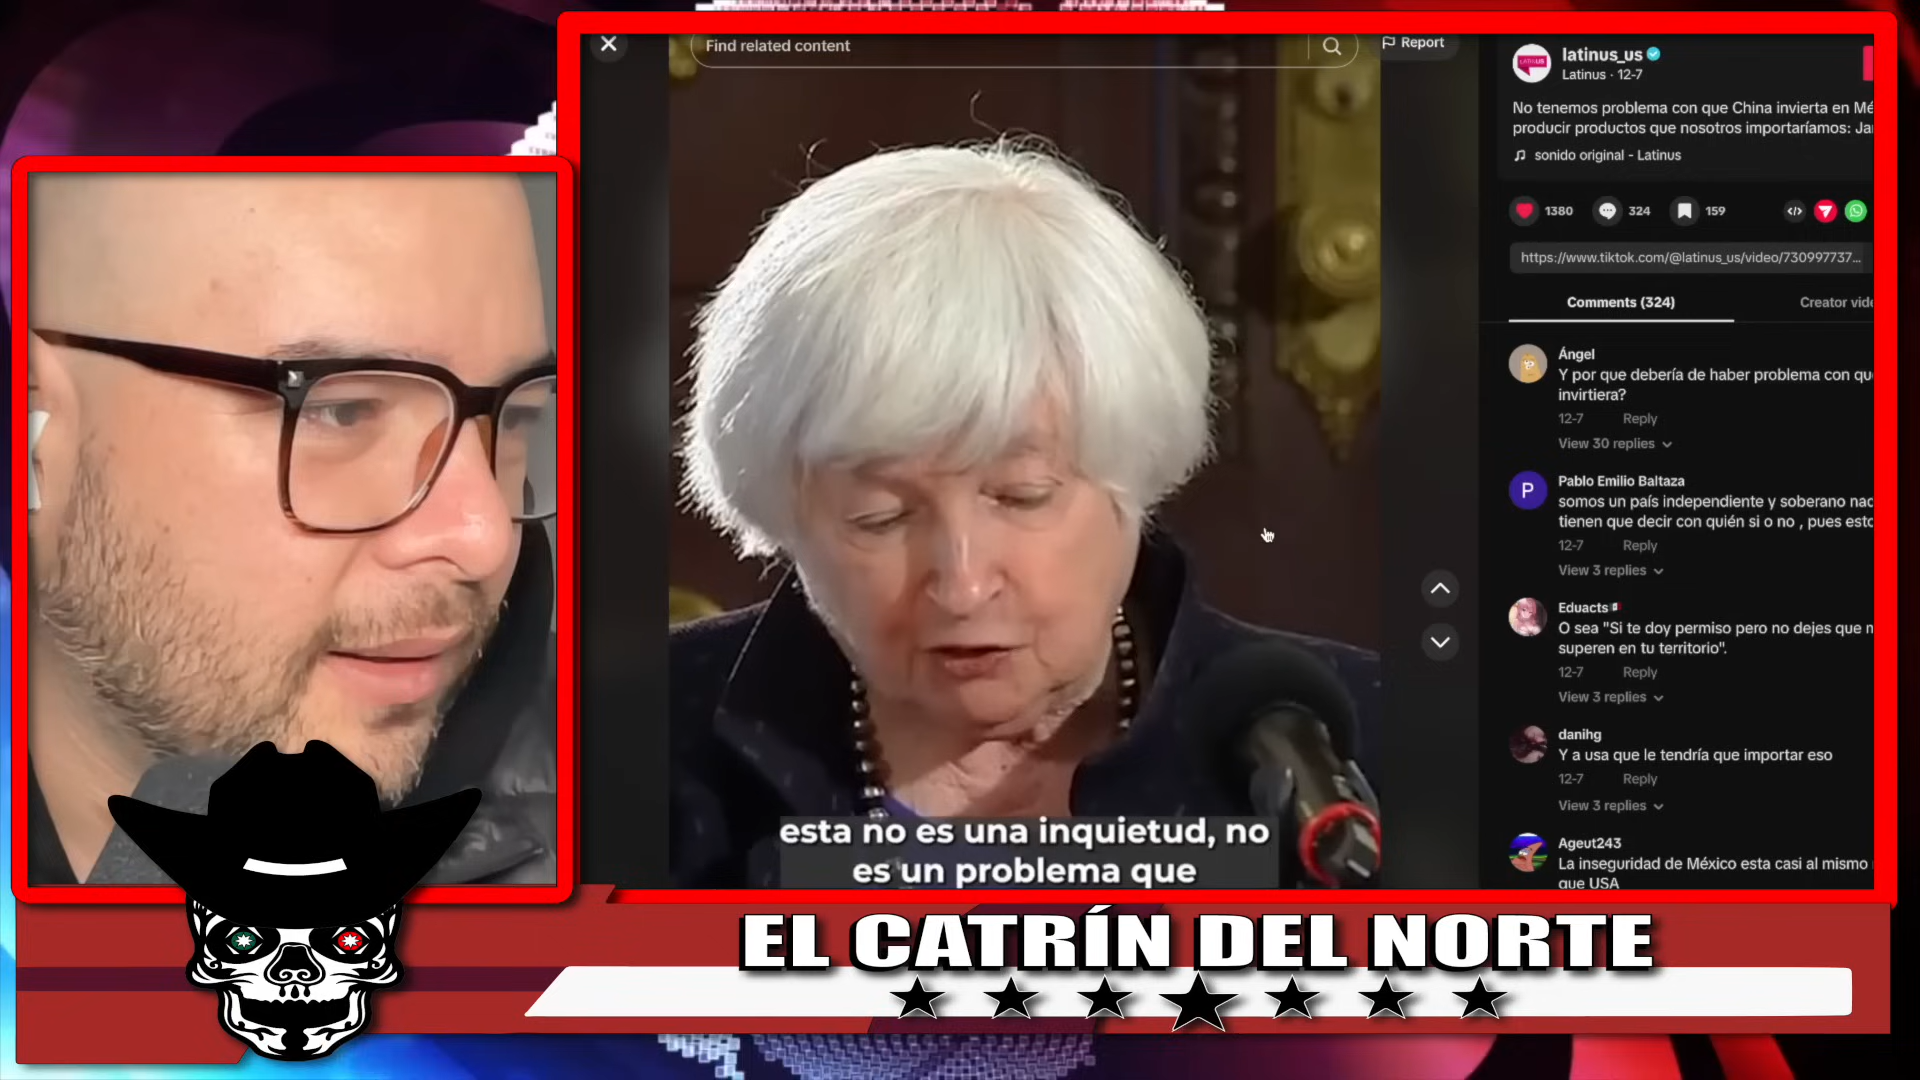 Find related content
Report
latinus_us
Latinus · 12-7
No tenemos problema con que China invierta en Mé
producir productos que nosotros importaríamos: Ja
sonido original - Latinus
1380
324
159
https://www.tiktok.com/@latinus_us/video/730997737...
Comments (324)
Creator vide
Ángel
Y por que debería de haber problema con que
invirtiera?
12-7
Reply
View 30 replies
P
Pablo Emilio Baltaza
somos un país independiente y soberano nac
tienen que decir con quién si o no , pues esto
12-7
Reply
View 3 replies
Eduacts
O sea "Si te doy permiso pero no dejes que n
superen en tu territorio".
12-7
Reply
View 3 replies
danihg
Y a usa que le tendría que importar eso
12-7
Reply
View 3 replies
Ageut243
La inseguridad de México esta casi al mismo
que USA
esta no es una inquietud, no
es un problema que
EL CATRÍN DEL NORTE